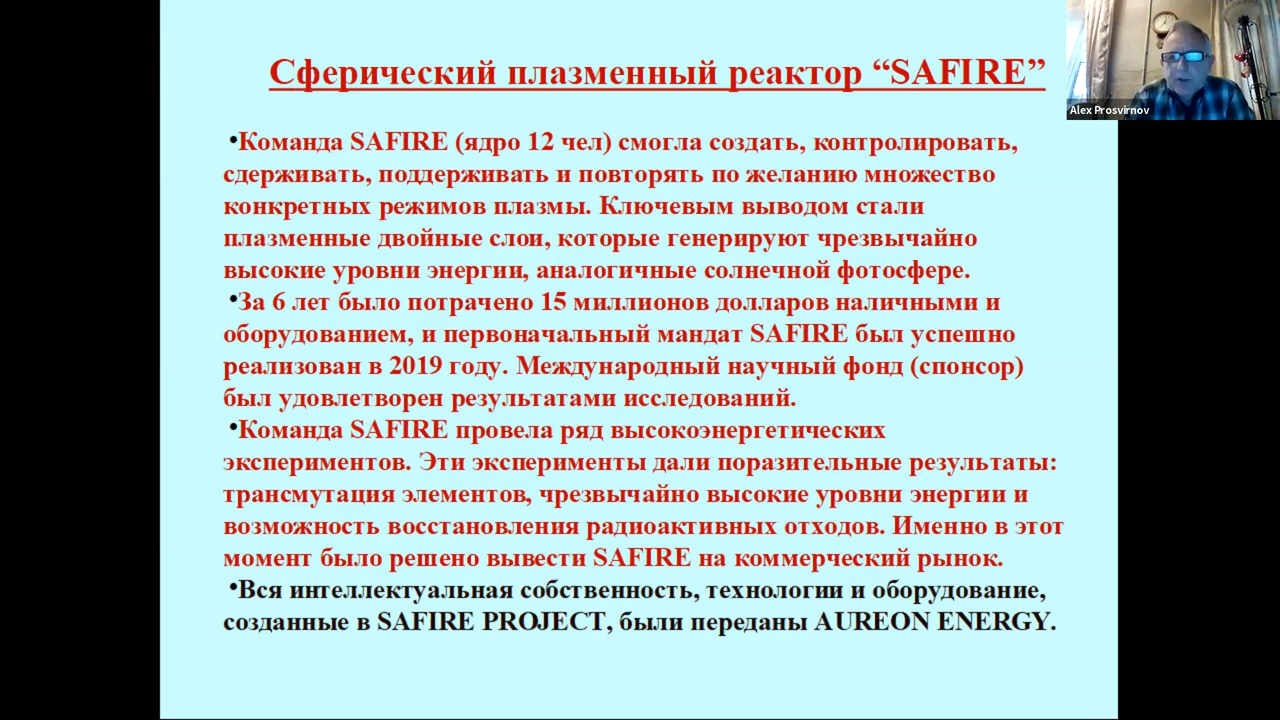 Сферический плазменный реактор “SAFIRE”
Alex Prosvirnov
•Команда SAFIRE (ядро 12 чел) смогла создать, контролировать,
сдерживать, поддерживать и повторять по желанию множество
конкретных режимов плазмы. Ключевым выводом стали
плазменные двойные слои, которые генерируют чрезвычайно
высокие уровни энергии, аналогичные солнечной фотосфере.
•За 6 лет было потрачено 15 миллионов долларов наличными и
оборудованием, и первоначальный мандат SAFIRE был успешно
реализован в 2019 году. Международный научный фонд (спонсор)
был удовлетворен результатами исследований.
•Команда SAFIRE провела ряд высокоэнергетических
экспериментов. Эти эксперименты дали поразительные результаты:
трансмутация элементов, чрезвычайно высокие уровни энергии и
возможность восстановления радиоактивных отходов. Именно в этот
момент было решено вывести SAFIRE на коммерческий рынок.
•Вся интеллектуальная собственность, технологии и оборудование,
созданные в SAFIRE PROJECT, были переданы AUREON ENERGY.